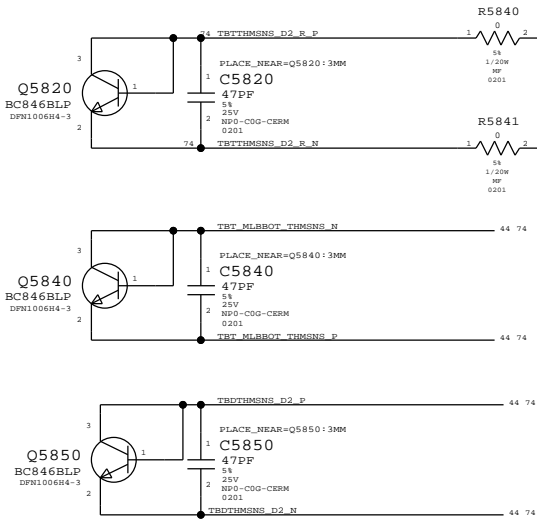 R5840
74 TBTTHMSNS_D2_R_P
1 0 2
5%
1/20W
MF
0201
3
PLACE_NEAR=Q5820:3MM
Q5820
1
1
C5820
BC846BLP
47PF
DFN1006H4-3
5%
25V
2
2
NP0-C0G-CERM
0201
R5841
74 TBTTHMSNS_D2_R_N
1 0 2
5%
1/20W
MF
0201
TBT_MLBBOT_THMSNS_N
44 74
3
PLACE_NEAR=Q5840:3MM
Q5840
1
1
C5840
BC846BLP
47PF
DFN1006H4-3
5%
25V
2
2
NP0-C0G-CERM
0201
TBT_MLBBOT_THMSNS_P
44 74
TBDTHMSNS_D2_P
44 74
3
PLACE_NEAR=Q5850:3MM
Q5850
1
1
C5850
BC846BLP
47PF
DFN1006H4-3
5%
25V
2
2
NP0-C0G-CERM
0201
TBDTHMSNS_D2_N
44 74